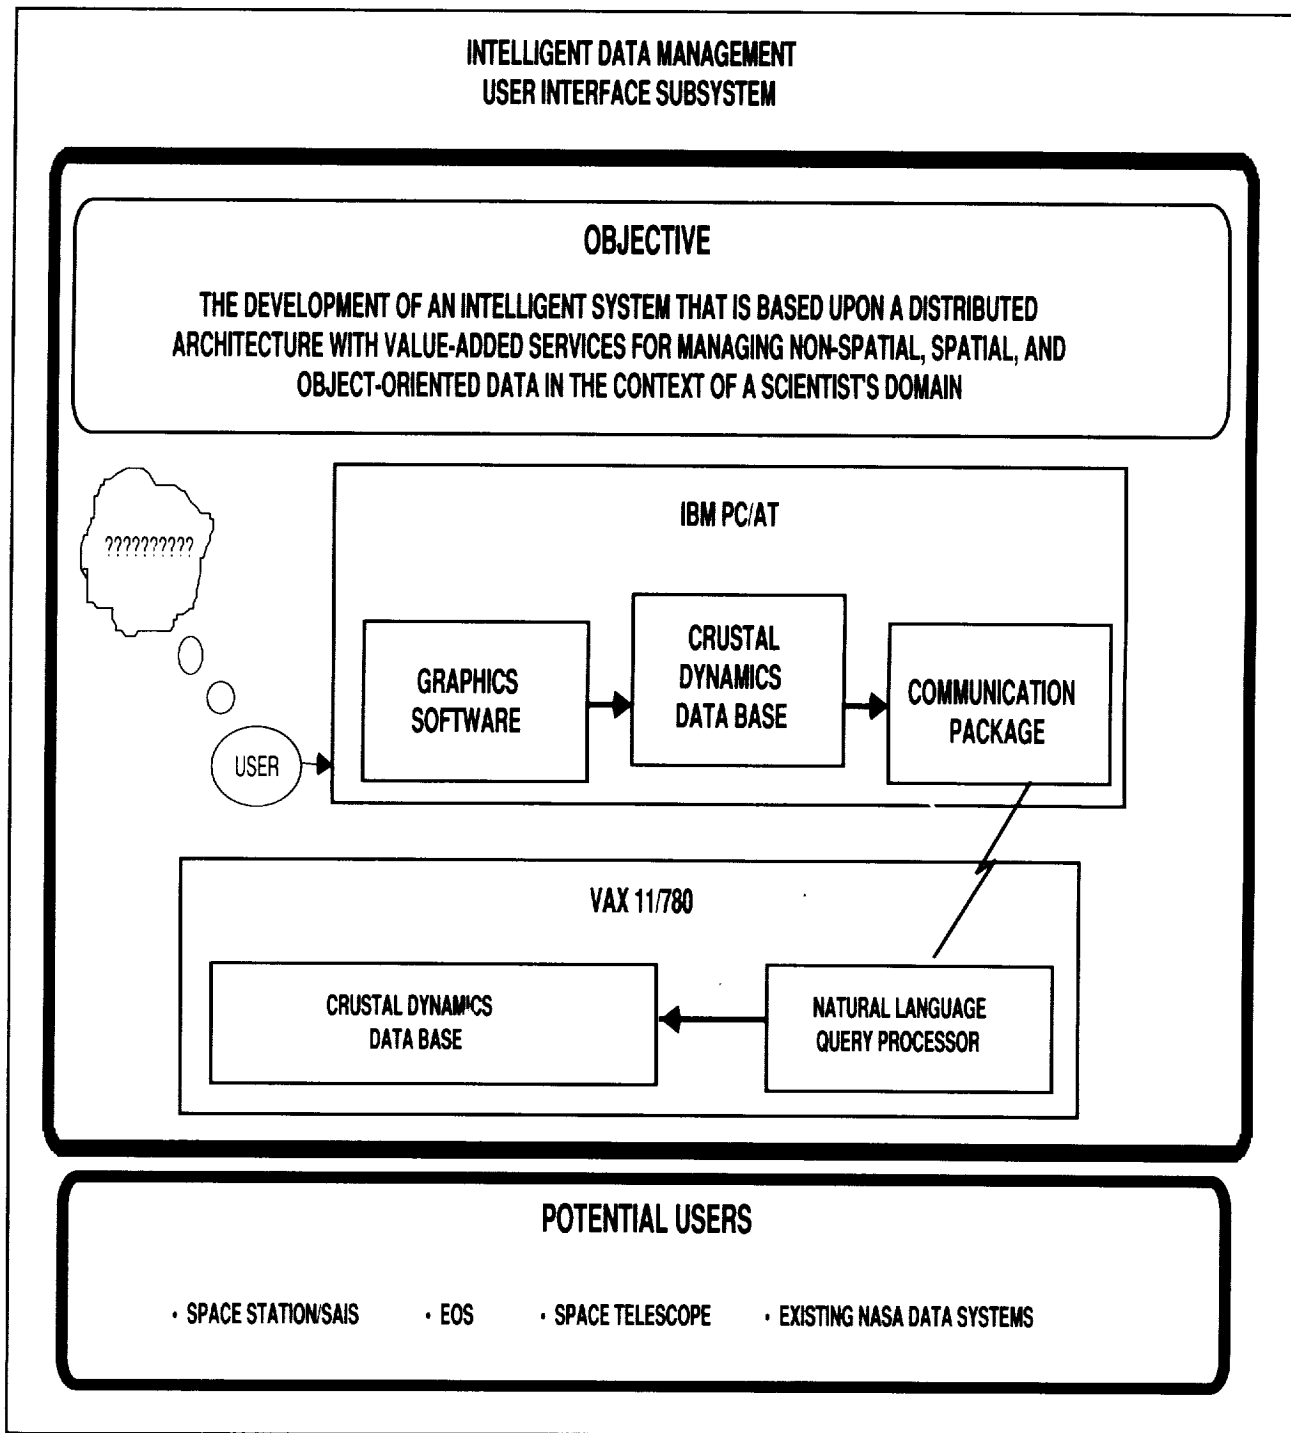 INTELLIGENT DATA MANAGEMENT
USER INTERFACE SUBSYSTEM
OBJECTIVE
THE DEVELOPMENT OF AN INTELLIGENT SYSTEM THAT IS BASED UPON A DISTRIBUTED
ARCHITECTURE WITH VALUE-ADDED SERVICES FOR MANAGING NON-SPATIAL, SPATIAL, AND
OBJECT-ORIENTED DATA IN THE CONTEXT OF A SCIENTIST'S DOMAIN
??????????
USER
IBM PC/AT
GRAPHICS
SOFTWARE
CRUSTAL
DYNAMICS
DATA BASE
COMMUNICATION
PACKAGE
VAX 11/780
CRUSTAL DYNAMICS
DATA BASE
NATURAL LANGUAGE
QUERY PROCESSOR
POTENTIAL USERS
• SPACE STATION/SAIS • EOS • SPACE TELESCOPE • EXISTING NASA DATA SYSTEMS